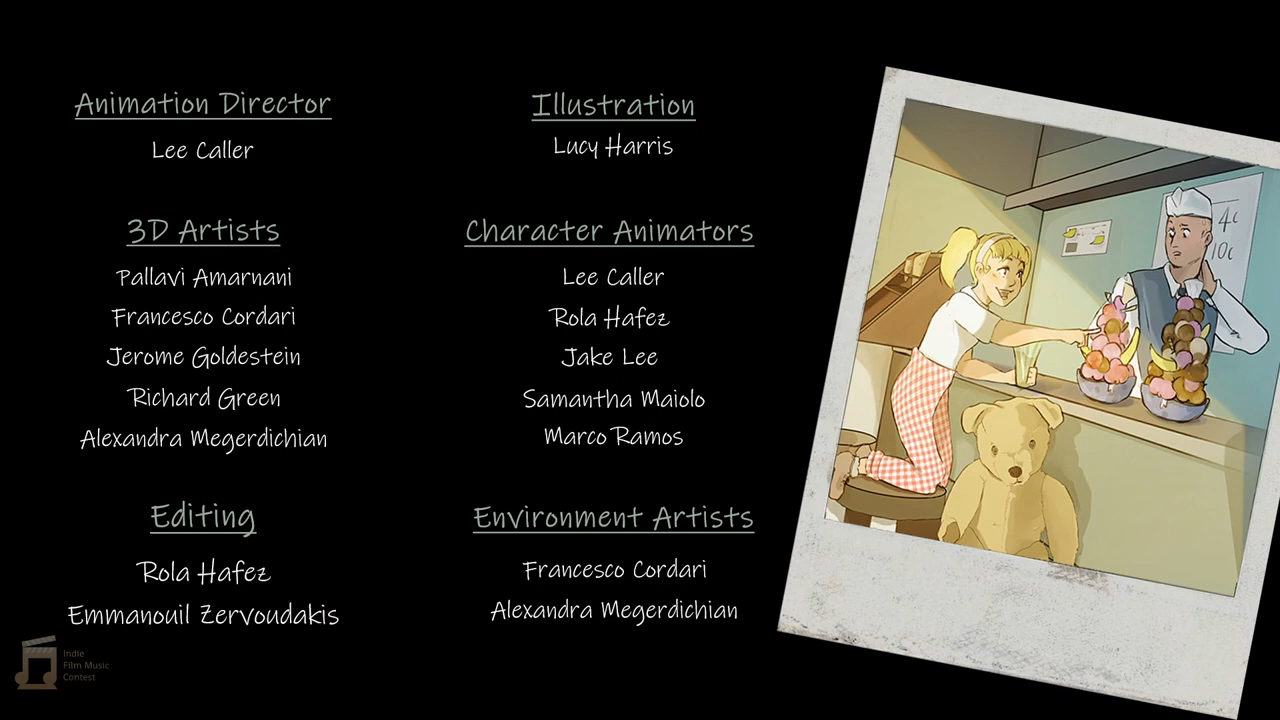 Animation Director
Lee Caller
3D Artists
Pallavi Amarnani
Francesco Cordari
Jerome Goldestein
Richard Green
Alexandra Megerdichian
Editing
Rola Hafez
Emmanouil Zervoudakis
Illustration
Lucy Harris
Character Animators
Lee Caller
Rola Hafez
Jake Lee
Samantha Maiolo
Marco Ramos
Environment Artists
Francesco Cordari
Alexandra Megerdichian
4¢
10¢
Indie
Film Music
Contest